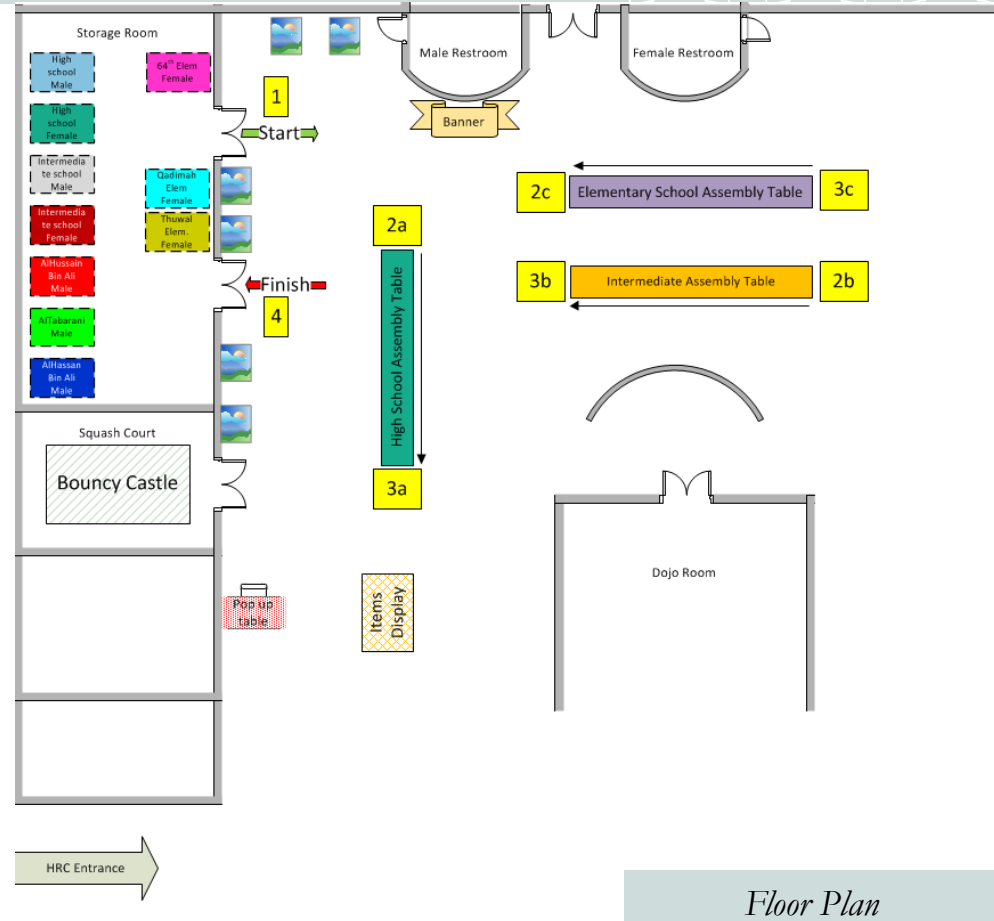 Storage Room
High
school
Male
64th Elem
Female
High
school
Female
Intermedia
te school
Male
Qadimah
Elem
Female
Intermedia
te school
Female
Thuwal
Elem.
Female
AlHussain
Bin Ali
Male
AlTabarani
Male
AlHassan
Bin Ali
Male
1
Start
Finish
4
Male Restroom
Female Restroom
Banner
2c
Elementary School Assembly Table
3c
2a
High School Assembly Table
3a
3b
Intermediate Assembly Table
2b
Squash Court
Bouncy Castle
Pop up
table
Items
Display
Dojo Room
HRC Entrance
Floor Plan